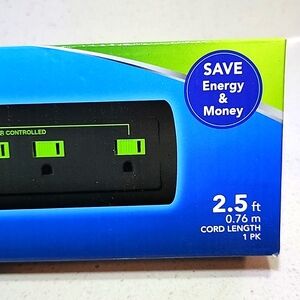 SAVE
Energy
&
Money
CONTROLLED
2.5 ft
0.76 m
CORD LENGTH
1 PK